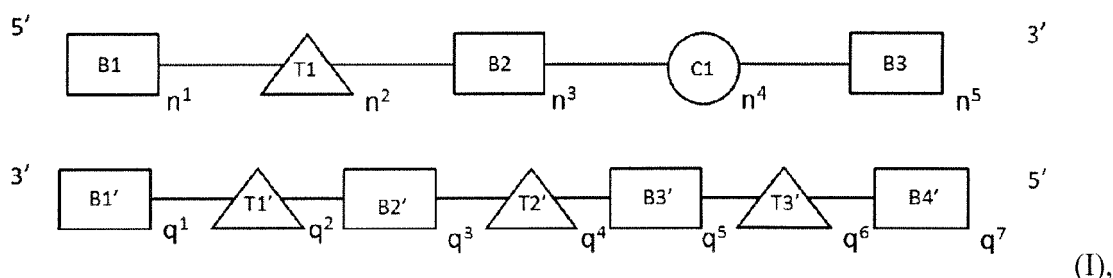 5′ B1 n¹ T1 n² B2 n³ C1 n⁴ B3 n⁵ 3′
3′ B1′ q¹ T1′ q² B2′ q³ T2′ q⁴ B3′ q⁵ T3′ q⁶ B4′ q⁷ 5′
(I),